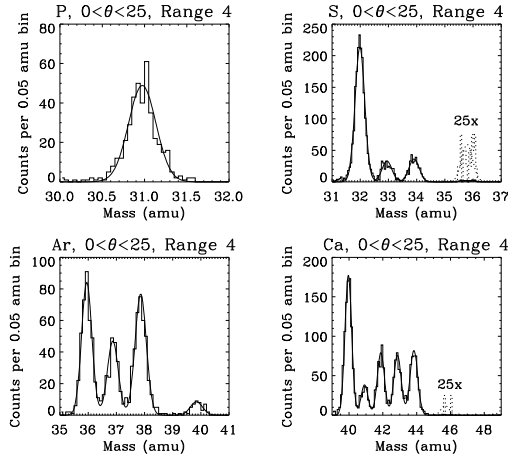 P, 0<θ<25, Range 4
Counts per 0.05 amu bin
80
60
40
20
0
30.0 30.5 31.0 31.5 32.0
Mass (amu)
S, 0<θ<25, Range 4
Counts per 0.05 amu bin
250
200
150
100
50
0
25x
31 32 33 34 35 36 37
Mass (amu)
Ar, 0<θ<25, Range 4
Counts per 0.05 amu bin
100
80
60
40
20
0
35 36 37 38 39 40 41
Mass (amu)
Ca, 0<θ<25, Range 4
Counts per 0.05 amu bin
200
150
100
50
0
25x
40 42 44 46 48
Mass (amu)